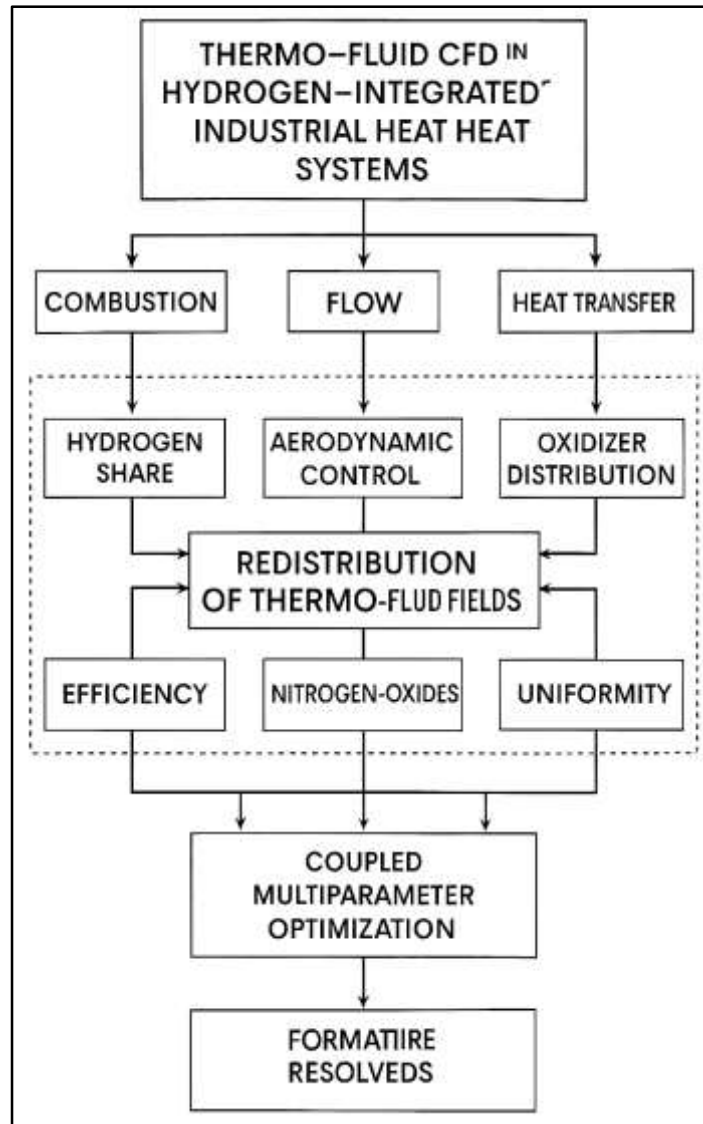 THERMO–FLUID CFD IN
HYDROGEN–INTEGRATED
INDUSTRIAL HEAT HEAT
SYSTEMS
COMBUSTION
FLOW
HEAT TRANSFER
HYDROGEN
SHARE
AERODYNAMIC
CONTROL
OXIDIZER
DISTRIBUTION
REDISTRIBUTION
OF THERMO-FLUD FIELDS
EFFICIENCY
NITROGEN-OXIDES
UNIFORMITY
COUPLED
MULTIPARAMETER
OPTIMIZATION
RESOLVEDS